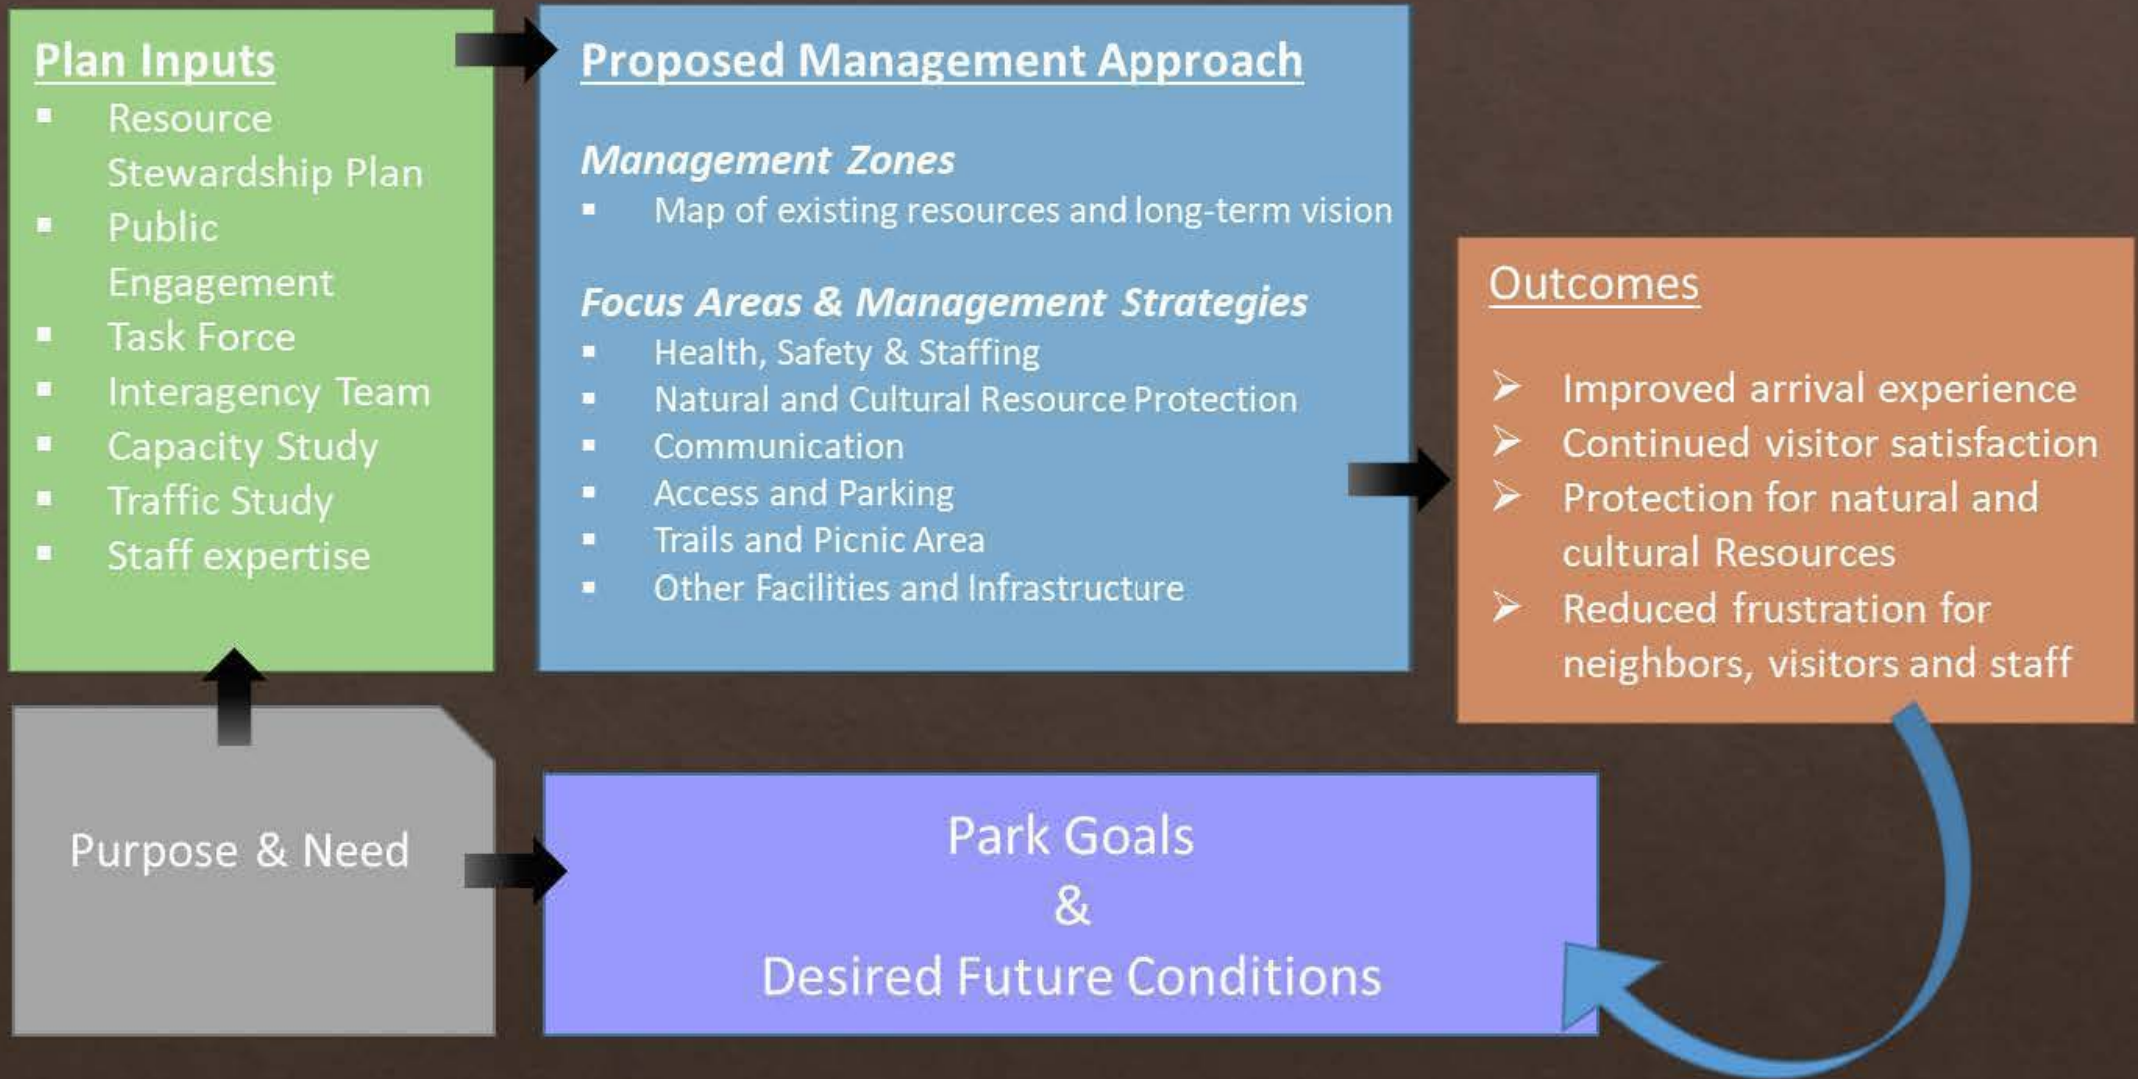 Plan Inputs
▪ Resource
Stewardship Plan
▪ Public
Engagement
▪ Task Force
▪ Interagency Team
▪ Capacity Study
▪ Traffic Study
▪ Staff expertise
Proposed Management Approach
Management Zones
▪ Map of existing resources and long-term vision
Focus Areas & Management Strategies
▪ Health, Safety & Staffing
▪ Natural and Cultural Resource Protection
▪ Communication
▪ Access and Parking
▪ Trails and Picnic Area
▪ Other Facilities and Infrastructure
Outcomes
➢ Improved arrival experience
➢ Continued visitor satisfaction
➢ Protection for natural and
cultural Resources
➢ Reduced frustration for
neighbors, visitors and staff
Purpose & Need
Park Goals
&
Desired Future Conditions